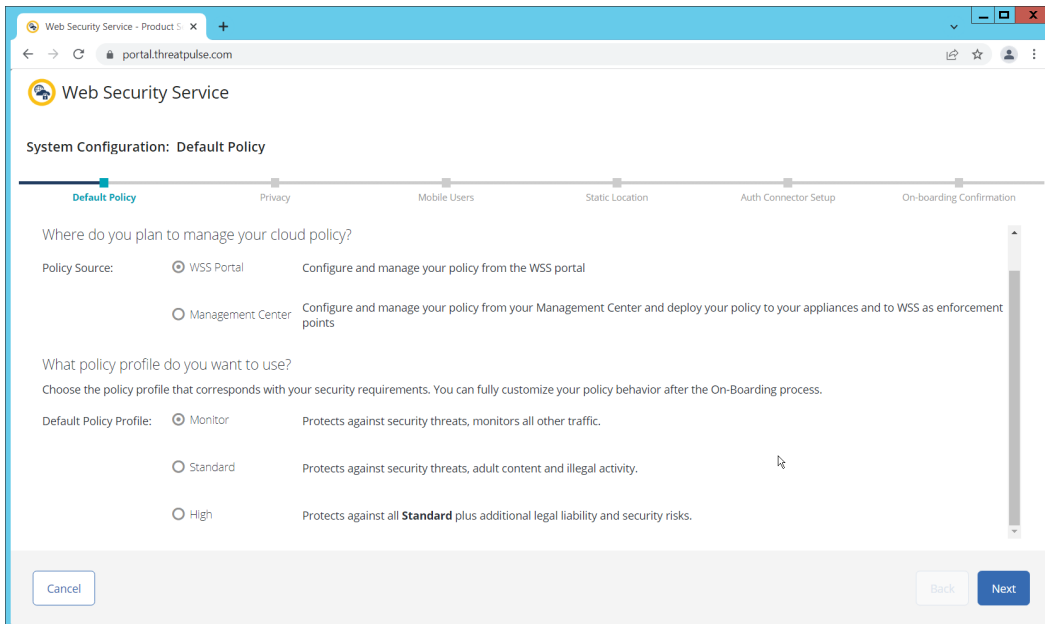 Web Security Service - Product S
portal.threatpulse.com
Web Security Service
System Configuration: Default Policy
Default Policy
Privacy
Mobile Users
Static Location
Auth Connector Setup
On-boarding Confirmation
Where do you plan to manage your cloud policy?
Policy Source:
WSS Portal
Configure and manage your policy from the WSS portal
Management Center
Configure and manage your policy from your Management Center and deploy your policy to your appliances and to WSS as enforcement
points
What policy profile do you want to use?
Choose the policy profile that corresponds with your security requirements. You can fully customize your policy behavior after the On-Boarding process.
Default Policy Profile:
Monitor
Protects against security threats, monitors all other traffic.
Standard
Protects against security threats, adult content and illegal activity.
High
Protects against all Standard plus additional legal liability and security risks.
Cancel
Back
Next